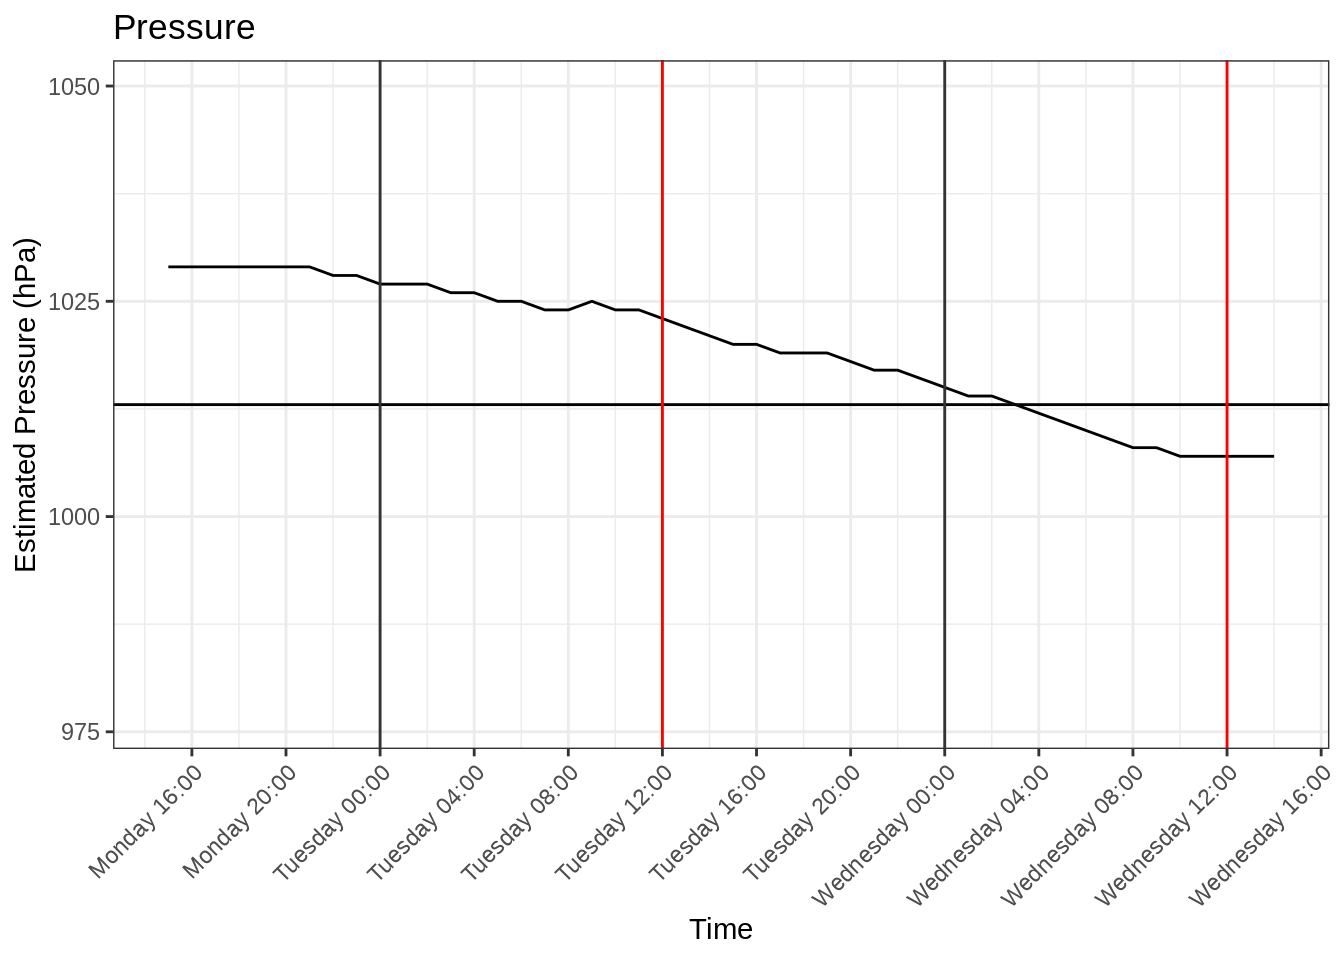 Pressure
1050
1025
1000
975
Estimated Pressure (hPa)
Monday 16:00
Monday 20:00
Tuesday 00:00
Tuesday 04:00
Tuesday 08:00
Tuesday 12:00
Tuesday 16:00
Tuesday 20:00
Wednesday 00:00
Wednesday 04:00
Wednesday 08:00
Wednesday 12:00
Wednesday 16:00
Time